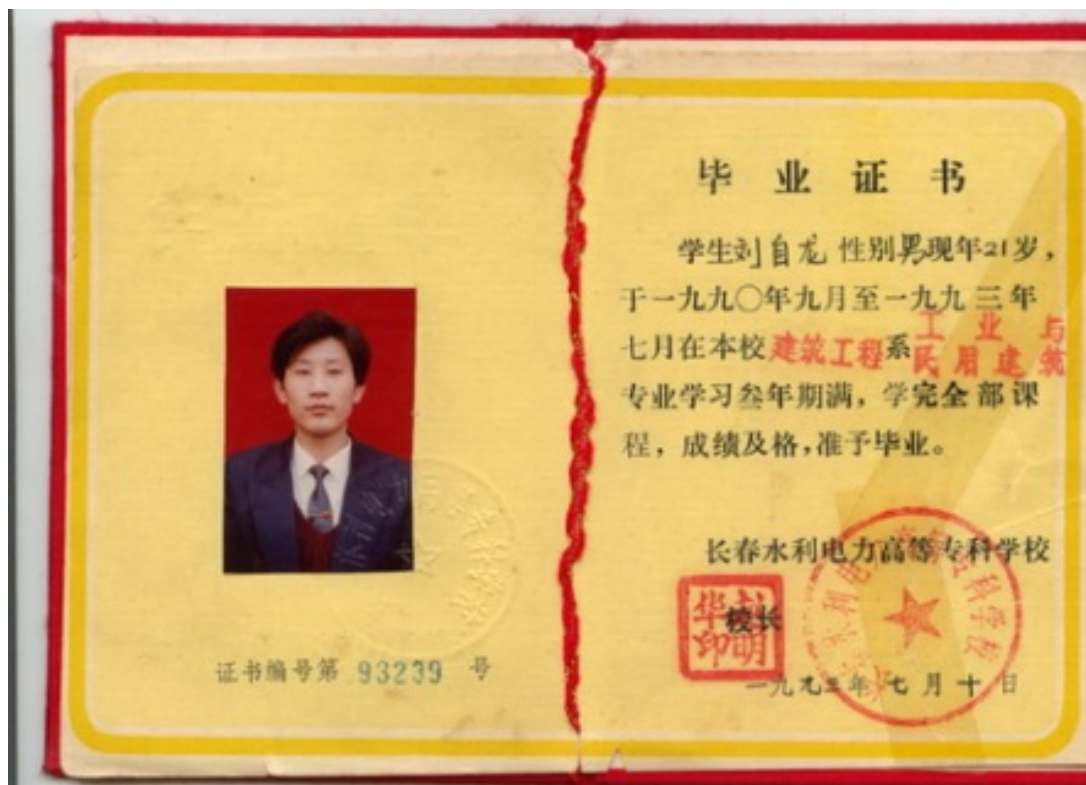 证书编号第 93239 号
毕业证书
学生刘自龙性别男现年21岁，
于一九九〇年九月至一九九三年
七月在本校建筑工程系工业与民用建筑
专业学习叁年期满，学完全部课
程，成绩及格，准予毕业。
长春水利电力高等专科学校
校长
华印
明
一九九三年七月十日